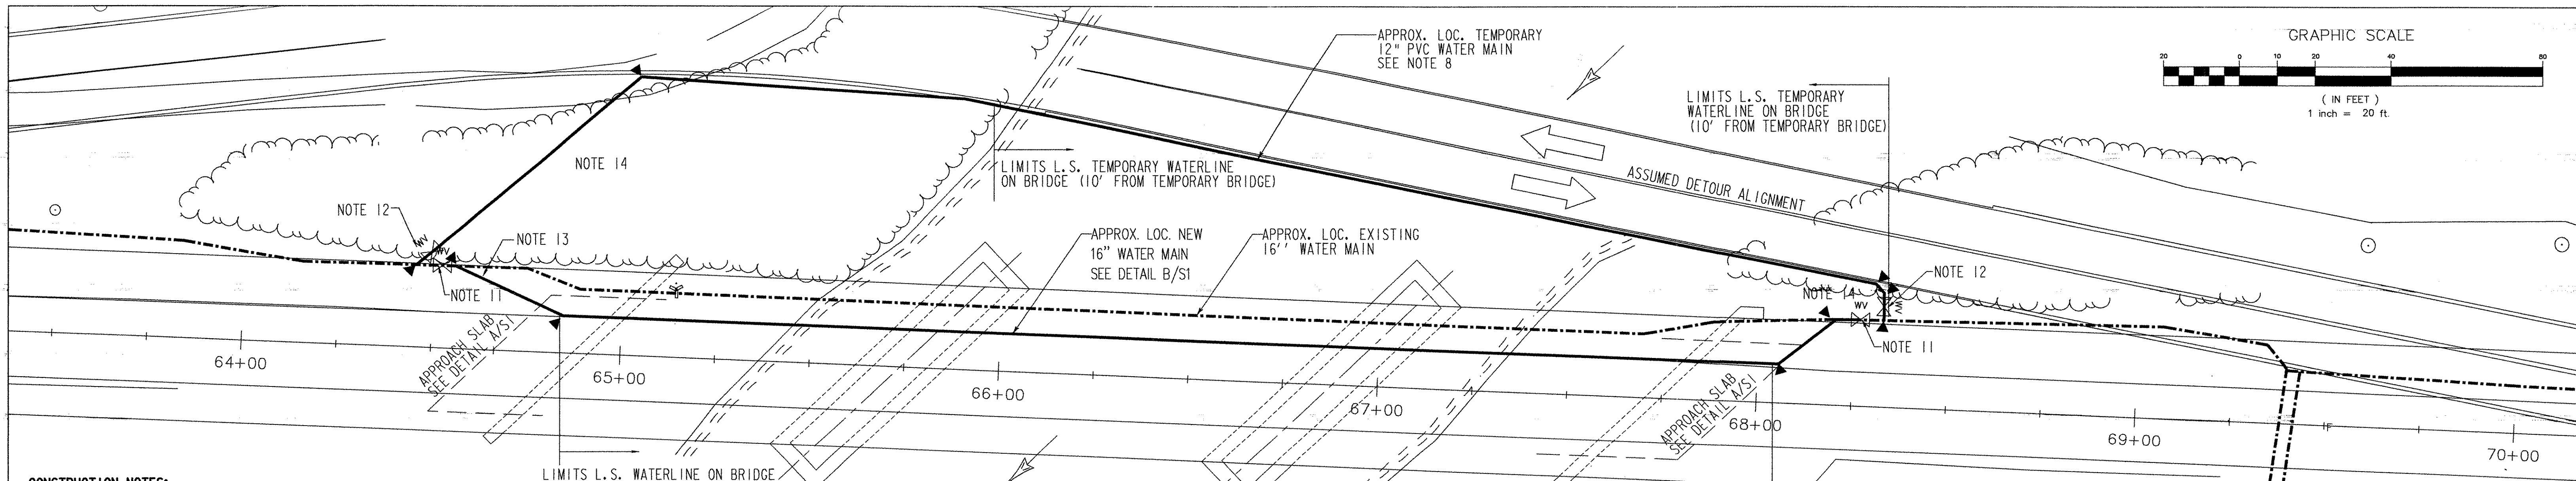 APPROX. LOC. TEMPORARY
12" PVC WATER MAIN
SEE NOTE 8
GRAPHIC SCALE
20 0 10 20 40 80
( IN FEET )
1 inch = 20 ft.
LIMITS L.S. TEMPORARY
WATERLINE ON BRIDGE
(10' FROM TEMPORARY BRIDGE)
NOTE 14
LIMITS L.S. TEMPORARY WATERLINE
ON BRIDGE (10' FROM TEMPORARY BRIDGE)
ASSUMED DETOUR ALIGNMENT
NOTE 12
WV
WV
NOTE 13
NOTE 11
APPROX. LOC. NEW
16" WATER MAIN
SEE DETAIL B/S1
APPROX. LOC. EXISTING
16'' WATER MAIN
NOTE 12
NOTE 14
WV
WV
NOTE 11
APPROACH SLAB
SEE DETAIL A/S1
APPROACH SLAB
SEE DETAIL A/S1
64+00
65+00
66+00
67+00
68+00
69+00
70+00
LIMITS L.S. WATERLINE ON BRIDGE
CONSTRUCTION NOTES: